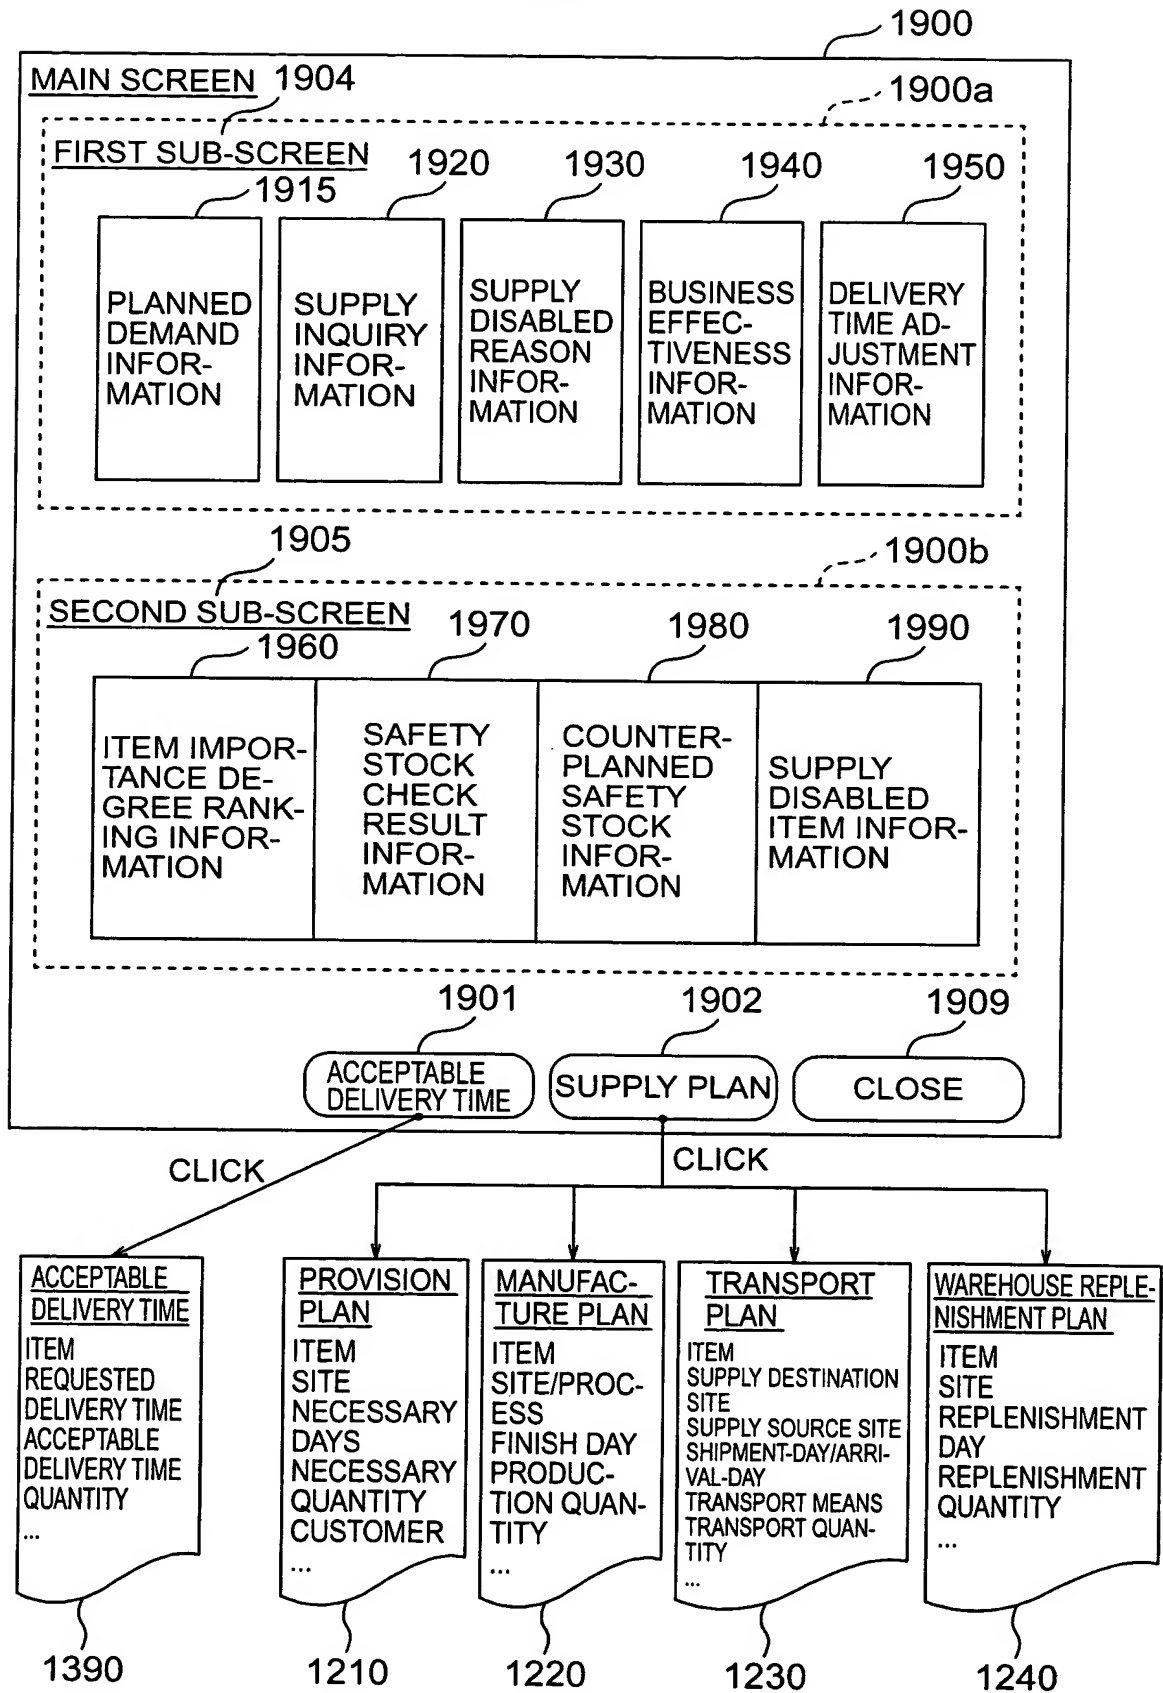 1900
MAIN SCREEN
1904
1900a
FIRST SUB-SCREEN
1915
1920
1930
1940
1950
PLANNED
DEMAND
INFOR-
MATION
SUPPLY
INQUIRY
INFOR-
MATION
SUPPLY
DISABLED
REASON
INFOR-
MATION
BUSINESS
EFFEC-
TIVENESS
INFOR-
MATION
DELIVERY
TIME AD-
JUSTMENT
INFOR-
MATION
1905
1900b
SECOND SUB-SCREEN
1960
1970
1980
1990
ITEM IMPOR-
TANCE DE-
GREE RANK-
ING INFOR-
MATION
SAFETY
STOCK
CHECK
RESULT
INFOR-
MATION
COUNTER-
PLANNED
SAFETY
STOCK
INFOR-
MATION
SUPPLY
DISABLED
ITEM INFOR-
MATION
1901
1902
1909
ACCEPTABLE
DELIVERY TIME
SUPPLY PLAN
CLOSE
CLICK
CLICK
ACCEPTABLE
DELIVERY TIME
ITEM
REQUESTED
DELIVERY TIME
ACCEPTABLE
DELIVERY TIME
QUANTITY
...
PROVISION
PLAN
ITEM
SITE
NECESSARY
DAYS
NECESSARY
QUANTITY
CUSTOMER
...
MANUFAC-
TURE PLAN
ITEM
SITE/PROC-
ESS
FINISH DAY
PRODUC-
TION QUAN-
TITY
...
TRANSPORT
PLAN
ITEM
SUPPLY DESTINATION
SITE
SUPPLY SOURCE SITE
SHIPMENT-DAY/ARRI-
VAL-DAY
TRANSPORT MEANS
TRANSPORT QUAN-
TITY
...
WAREHOUSE REPLE-
NISHMENT PLAN
ITEM
SITE
REPLENISHMENT
DAY
REPLENISHMENT
QUANTITY
...
1390
1210
1220
1230
1240